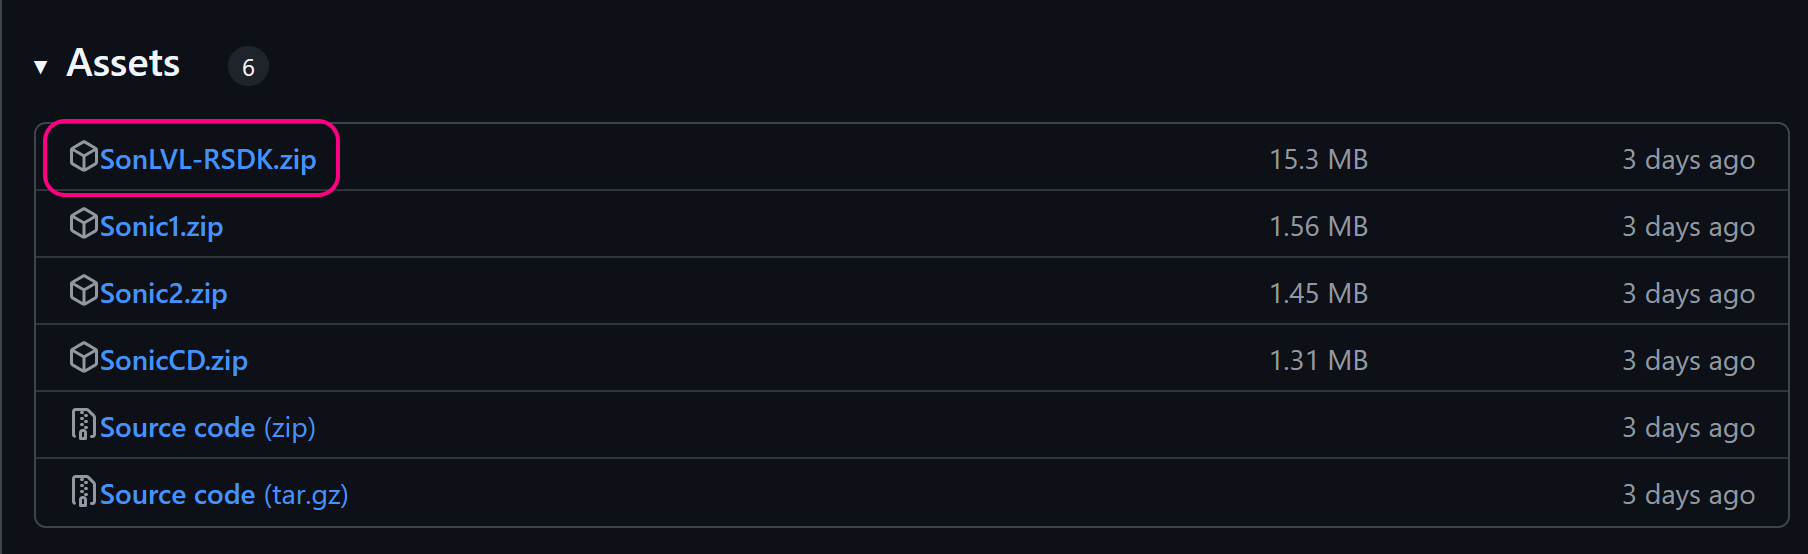 ▼ Assets 6
SonLVL-RSDK.zip 15.3 MB 3 days ago
Sonic1.zip 1.56 MB 3 days ago
Sonic2.zip 1.45 MB 3 days ago
SonicCD.zip 1.31 MB 3 days ago
Source code (zip) 3 days ago
Source code (tar.gz) 3 days ago